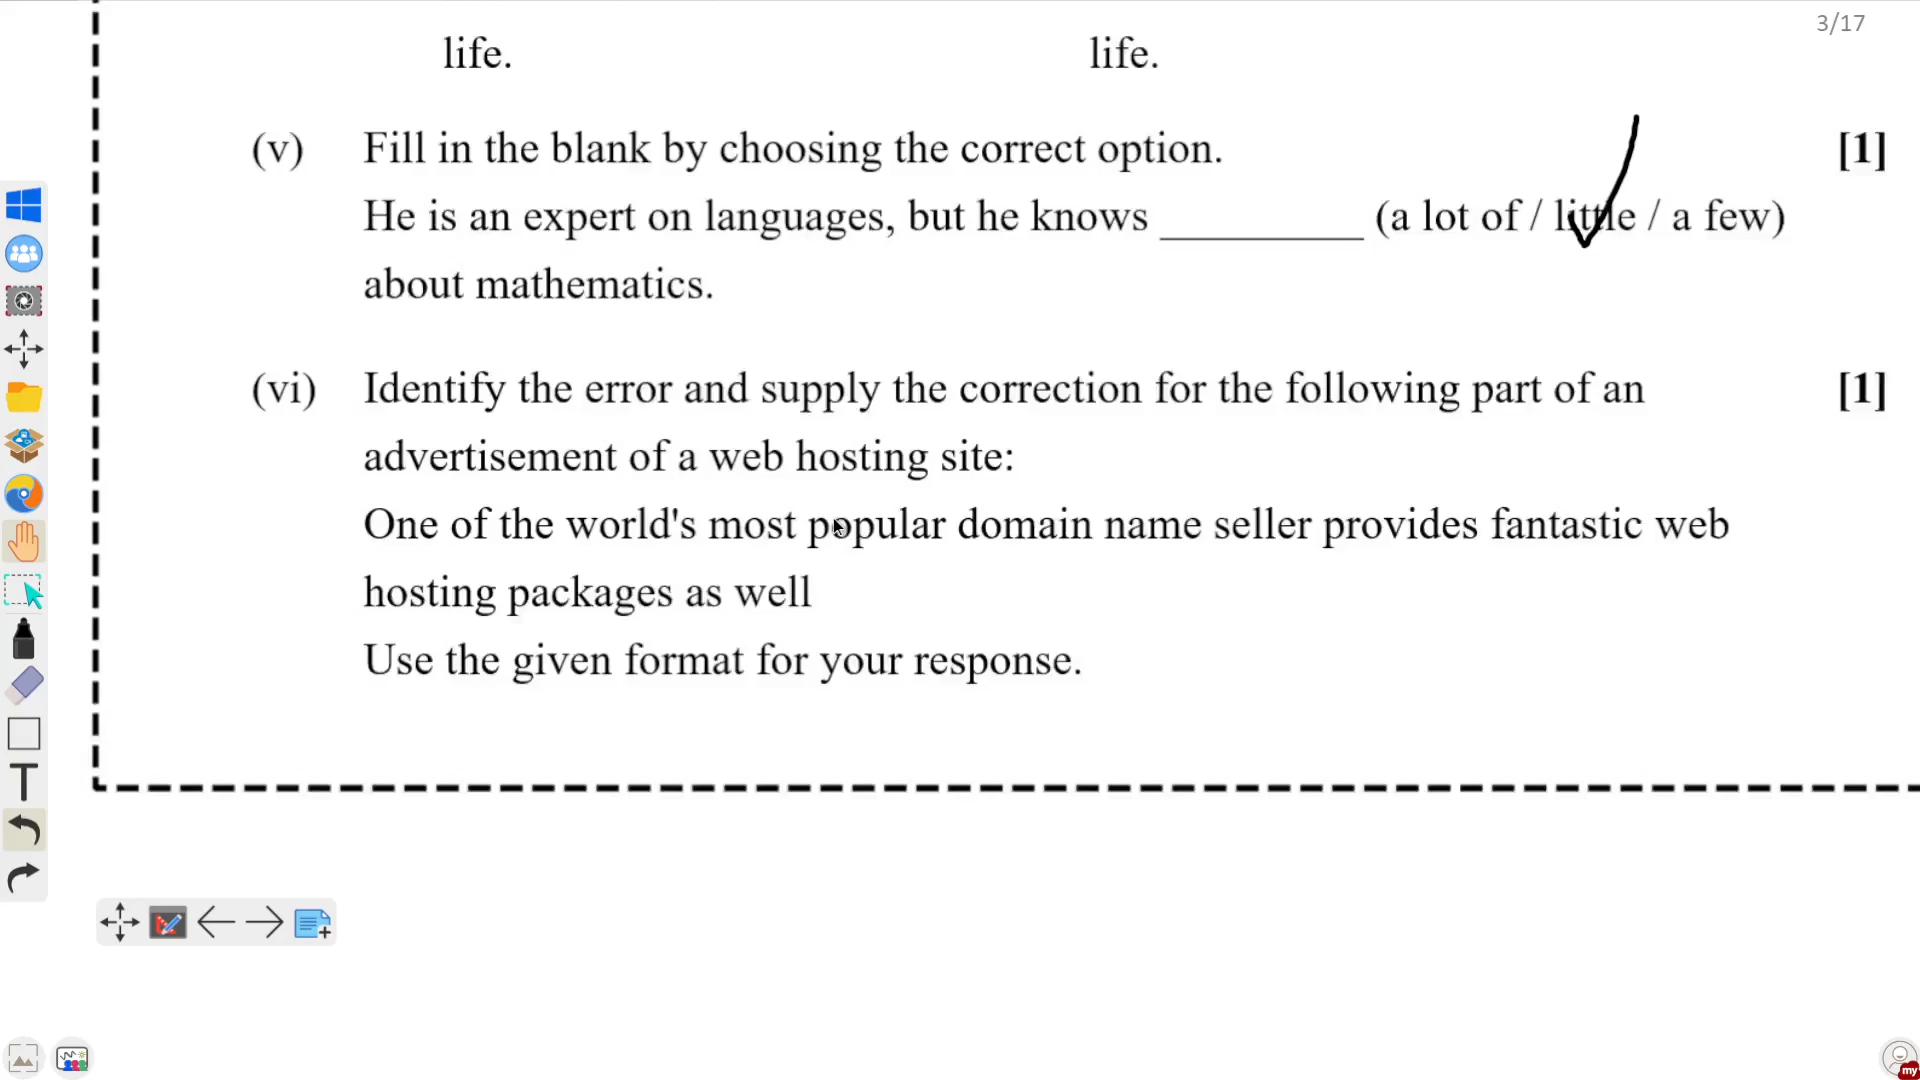 3/17
life. life.
(v) Fill in the blank by choosing the correct option. [1]
He is an expert on languages, but he knows __________ (a lot of / little / a few)
about mathematics.
(vi) Identify the error and supply the correction for the following part of an [1]
advertisement of a web hosting site:
One of the world's most popular domain name seller provides fantastic web
hosting packages as well
Use the given format for your response.
T
my